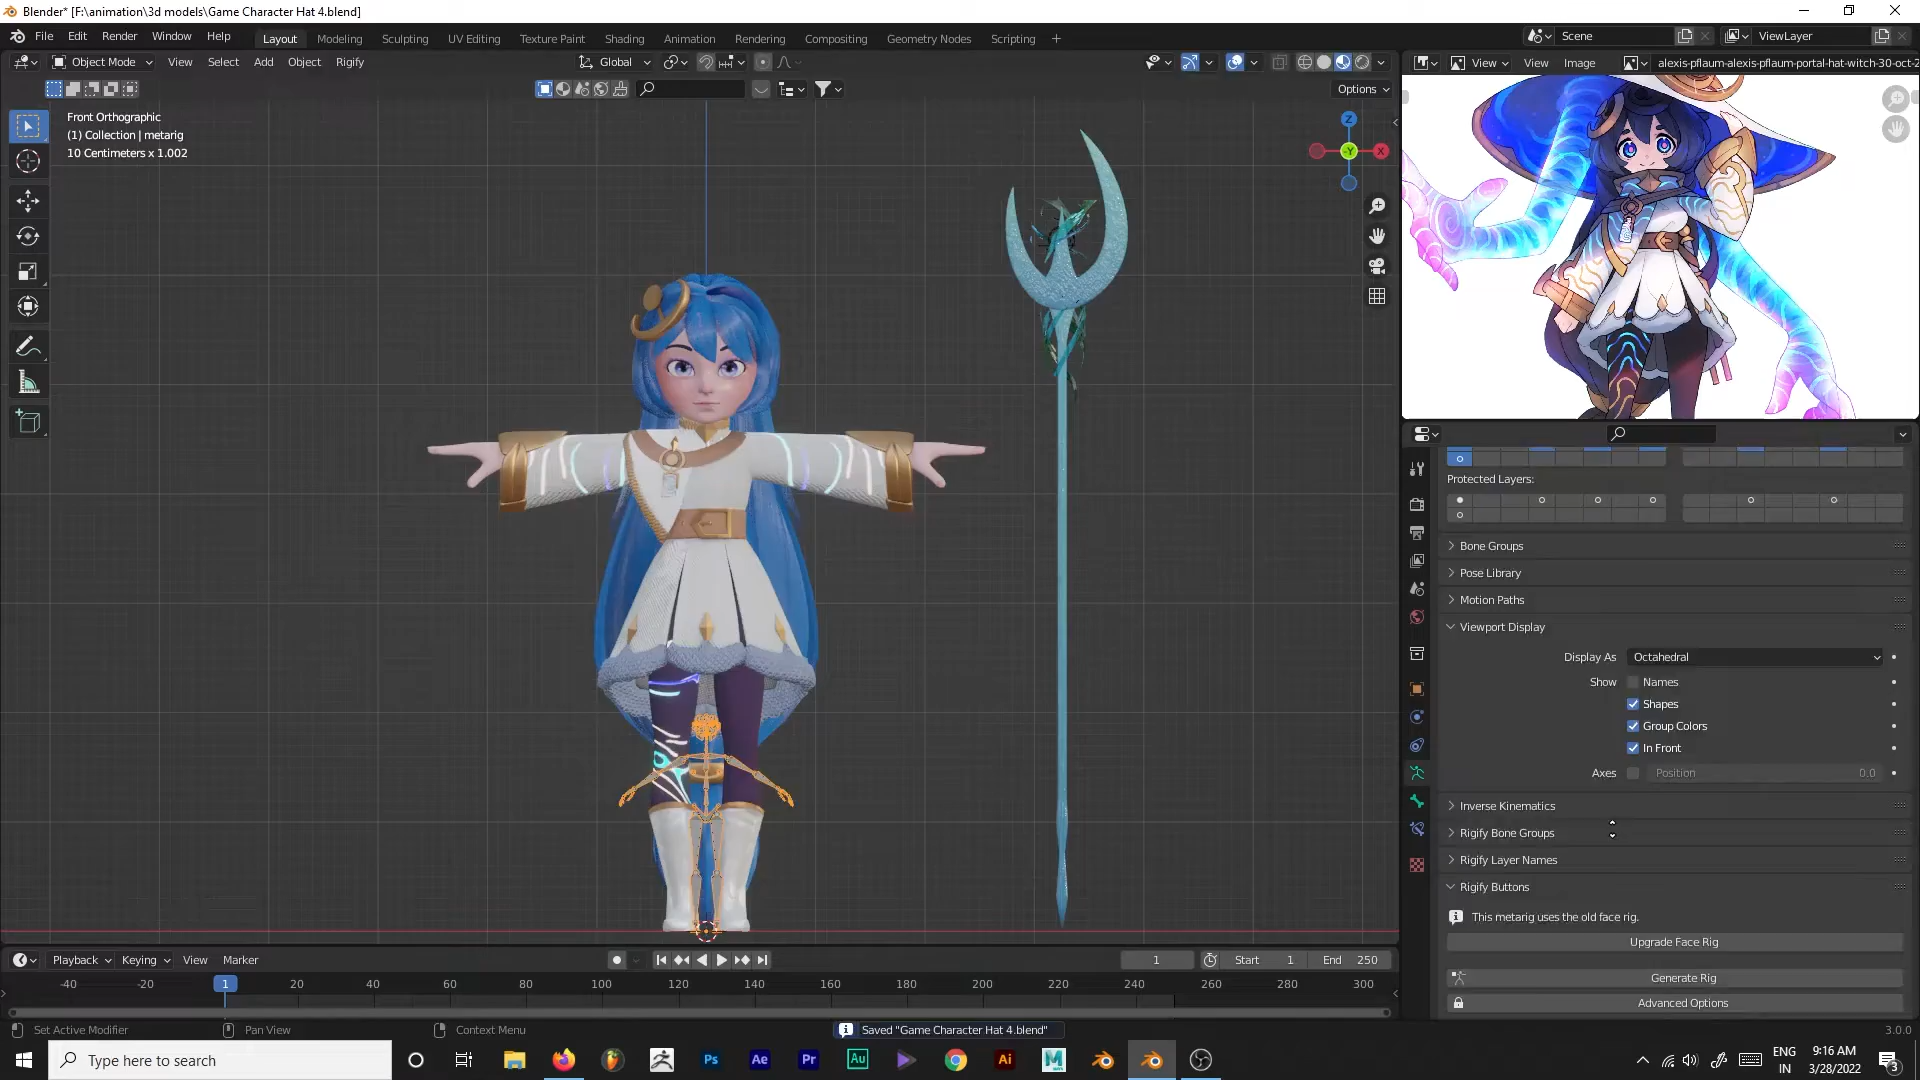 Blender* [F:\animation\3d models\Game Character Hat 4.blend]
File Edit Render Window Help Layout Modeling Sculpting UV Editing Texture Paint Shading Animation Rendering Compositing Geometry Nodes Scripting + Scene ViewLayer
Object Mode View Select Add Object Rigify Global View View Image alexis-pflaum-alexis-pflaum-portal-hat-witch-30-oct-2
Options
Front Orthographic
(1) Collection | metarig
10 Centimeters x 1.002
Z
-Y X
Protected Layers:
Bone Groups
Pose Library
Motion Paths
Viewport Display
Display As Octahedral
Show Names
Shapes
Group Colors
In Front
Axes Position 0.0
Inverse Kinematics
Rigify Bone Groups
Rigify Layer Names
Rigify Buttons
This metarig uses the old face rig.
Upgrade Face Rig
Generate Rig
Advanced Options
Playback Keying View Marker 1 Start 1 End 250
-40 -20 1 20 40 60 80 100 120 140 160 180 200 220 240 260 280 300
Set Active Modifier Pan View Context Menu Saved "Game Character Hat 4.blend" 3.0.0
Type here to search Ps Ae Pr Au Ai M ENG IN 9:16 AM 3/28/2022 3